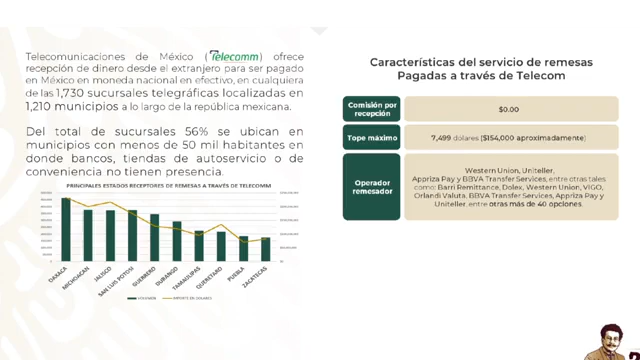 Telecomunicaciones de México (Telecomm) ofrece
recepción de dinero desde el extranjero para ser pagado
en México en moneda nacional en efectivo, en cualquiera
de las 1,730 sucursales telegráficas localizadas en
1,210 municipios a lo largo de la república mexicana.
Del total de sucursales 56% se ubican en
municipios con menos de 50 mil habitantes en
donde bancos, tiendas de autoservicio o de
conveniencia no tienen presencia.
PRINCIPALES ESTADOS RECEPTORES DE REMESAS A TRAVÉS DE TELECOMM
OAXACA
MICHOACAN
JALISCO
SAN LUIS POTOSI
GUERRERO
DURANGO
TAMAULIPAS
QUERETARO
PUEBLA
ZACATECAS
VOLUMEN
IMPORTE EN DOLARES
Características del servicio de remesas
Pagadas a través de Telecom
Comisión por
recepción
$0.00
Tope máximo
7,499 dólares ($154,000 aproximadamente)
Operador
remesador
Western Union, Uniteller,
Appriza Pay y BBVA Transfer Services, entre otras tales
como: Barri Remittance, Dolex, Western Union, VIGO,
Orlandi Valuta, BBVA Transfer Services, Appriza Pay y
Uniteller, entre otras más de 40 opciones.